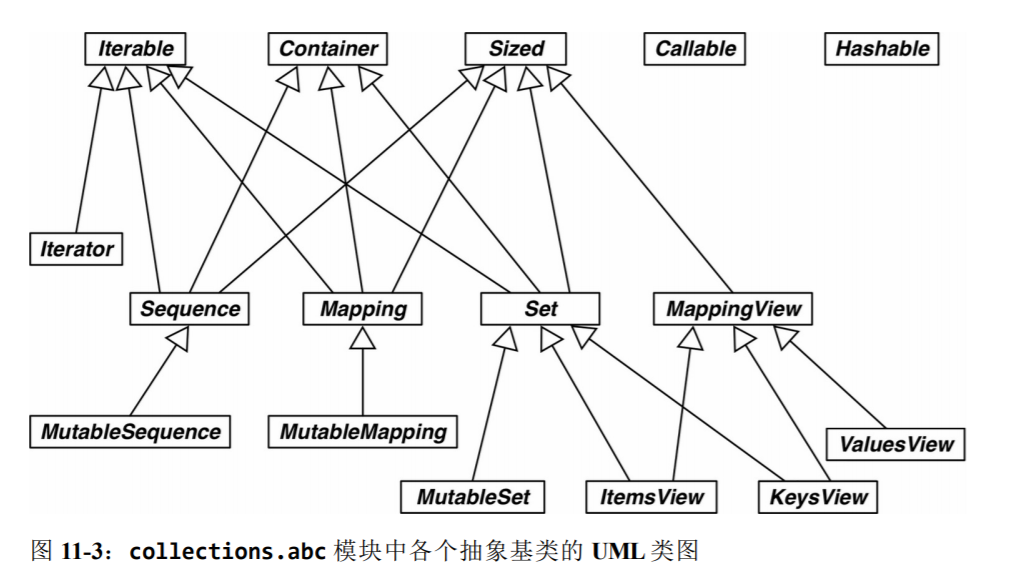 Iterable Container Sized Callable Hashable
Iterator
Sequence Mapping Set MappingView
MutableSequence MutableMapping ValuesView
MutableSet ItemsView KeysView
图 11-3：collections.abc 模块中各个抽象基类的 UML 类图